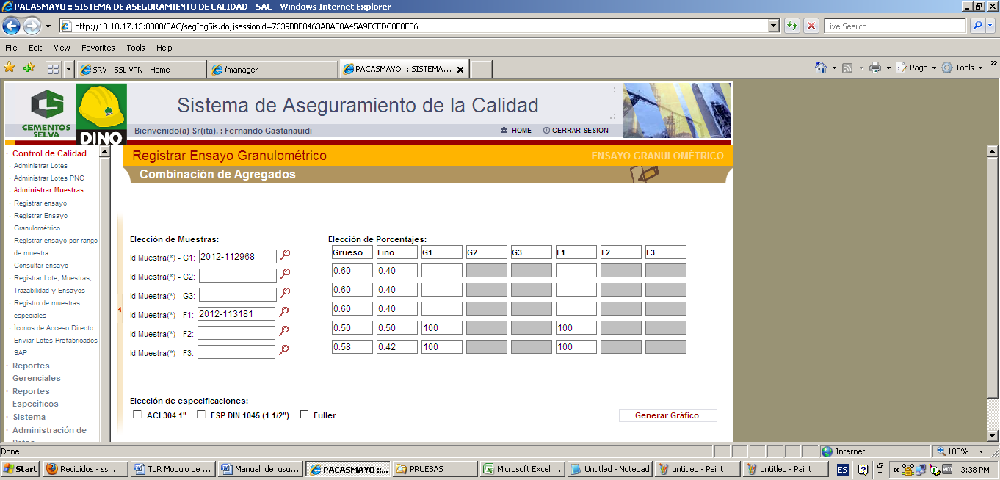 PACASMAYO :: SISTEMA DE ASEGURAMIENTO DE CALIDAD - SAC - Windows Internet Explorer
http://10.10.17.13:8080/SAC/segIngSis.do;jsessionid=7339BBF8463ABAF8A45A9ECFDC0E8E36
Live Search
File Edit View Favorites Tools Help
SRV - SSL VPN - Home
/manager
PACASMAYO :: SISTEMA...
Page Tools
CEMENTOS SELVA
DINO
Sistema de Aseguramiento de la Calidad
Bienvenido(a) Sr(ita). : Fernando Gastanauidi
HOME CERRAR SESION
Control de Calidad
Administrar Lotes
Administrar Lotes PNC
Administrar Muestras
Registrar ensayo
Registrar Ensayo
Granulométrico
Registrar ensayo por rango
de muestra
Consultar ensayo
Registrar Lote, Muestras,
Trazabilidad y Ensayos
Registro de muestras
especiales
Íconos de Acceso Directo
Enviar Lotes Prefabricados
SAP
Reportes
Gerenciales
Reportes
Específicos
Sistema
Administración de
Registrar Ensayo Granulométrico
ENSAYO GRANULOMÉTRICO
Combinación de Agregados
Elección de Muestras:
Id Muestra(*) - G1: 2012-112968
Id Muestra(*) - G2:
Id Muestra(*) - G3:
Id Muestra(*) - F1: 2012-113181
Id Muestra(*) - F2:
Id Muestra(*) - F3:
Elección de Porcentajes:
Grueso Fino G1 G2 G3 F1 F2 F3
0.60 0.40
0.60 0.40
0.60 0.40
0.50 0.50 100 100
0.58 0.42 100 100
Elección de especificaciones:
ACI 304 1" ESP DIN 1045 (1 1/2") Fuller
Generar Gráfico
Done
Internet
100%
Start
Recibidos - ssh...
TdR Modulo de ...
Manual_de_usu...
PACASMAYO ::...
PRUEBAS
Microsoft Excel ...
Untitled - Notepad
untitled - Paint
untitled - Paint
ES
3:38 PM